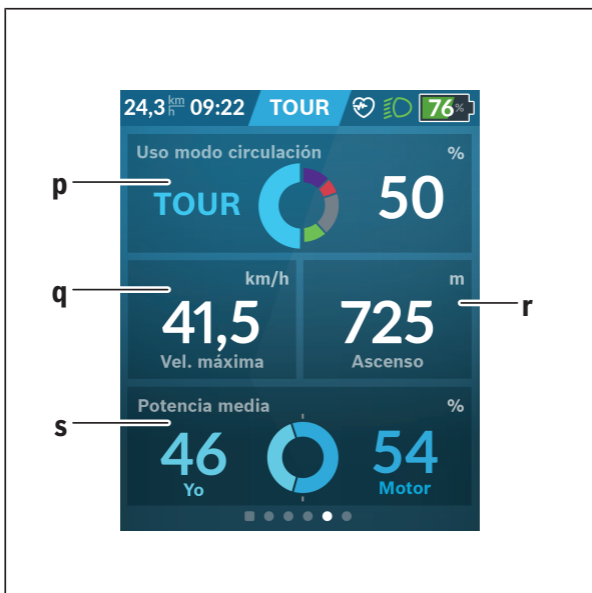 24,3 km/h 09:22 TOUR 76%
Uso modo circulación %
p
TOUR 50
q
km/h
m
r
41,5
725
Vel. máxima
Ascenso
Potencia media %
s
46
54
Yo
Motor